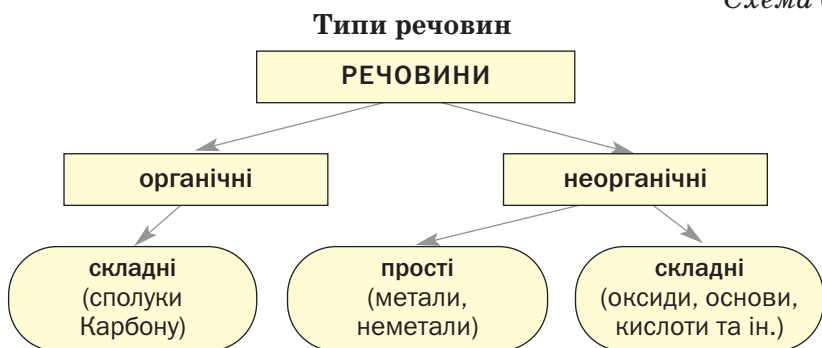 Схема
Типи речовин
РЕЧОВИНИ
органічні
неорганічні
складні
(сполуки
Карбону)
прості
(метали,
неметали)
складні
(оксиди, основи,
кислоти та ін.)